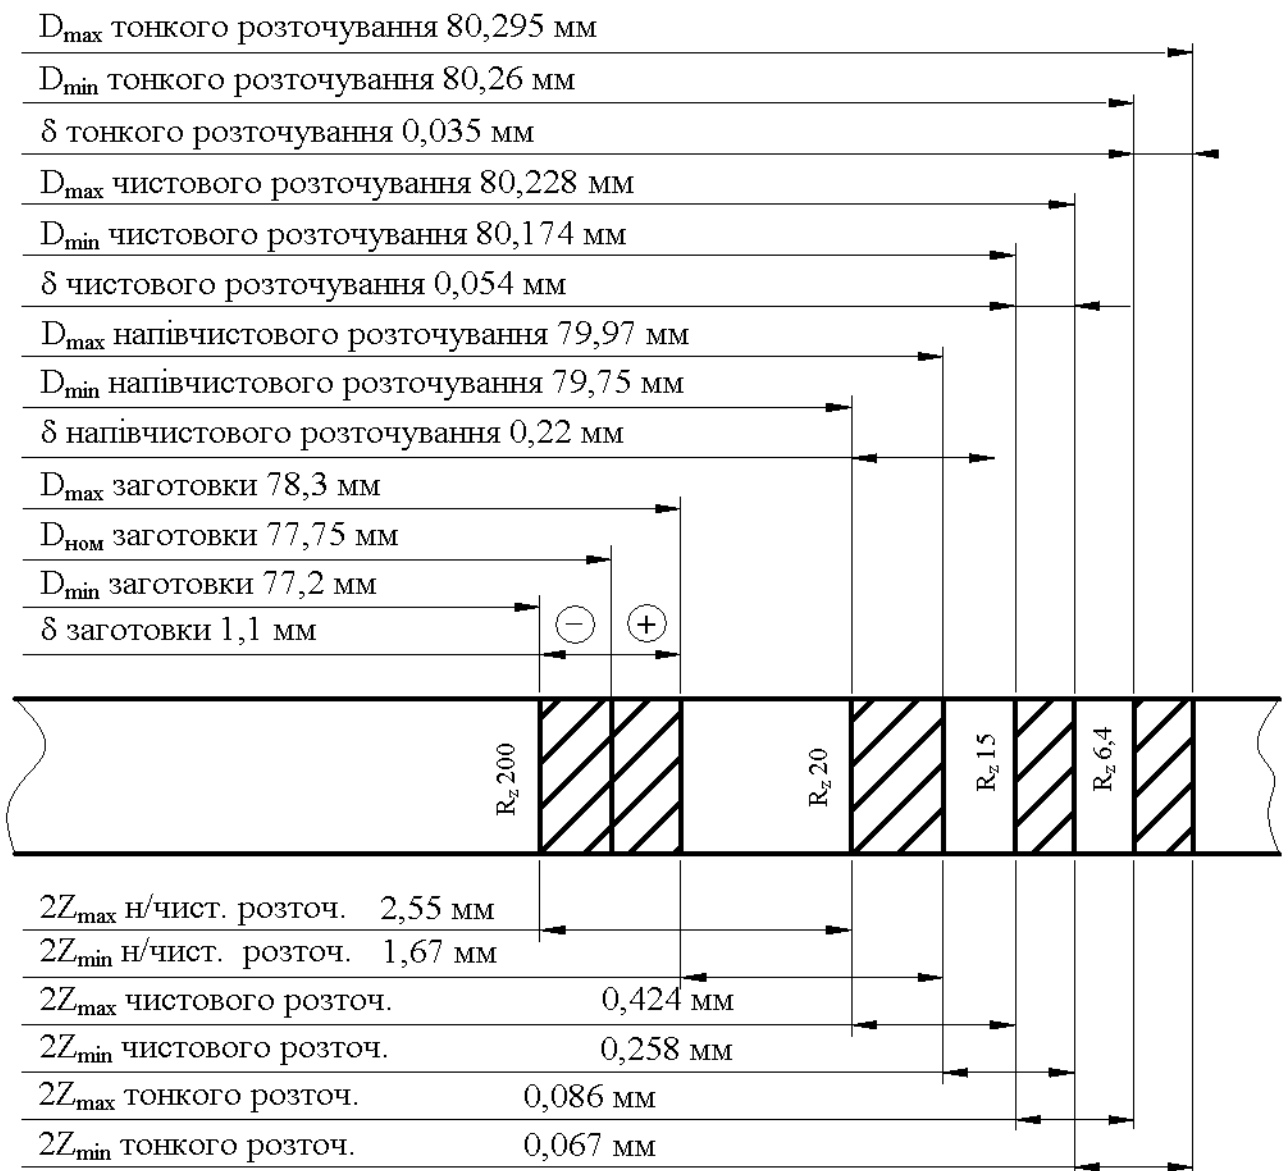 Dmax тонкого розточування 80,295 мм
Dmin тонкого розточування 80,26 мм
δ тонкого розточування 0,035 мм
Dmax чистового розточування 80,228 мм
Dmin чистового розточування 80,174 мм
δ чистового розточування 0,054 мм
Dmax напівчистового розточування 79,97 мм
Dmin напівчистового розточування 79,75 мм
δ напівчистового розточування 0,22 мм
Dmax заготовки 78,3 мм
Dном заготовки 77,75 мм
Dmin заготовки 77,2 мм
δ заготовки 1,1 мм
− +
Rz 200
Rz 20
Rz 15
Rz 6,4
2Zmax н/чист. розточ. 2,55 мм
2Zmin н/чист. розточ. 1,67 мм
2Zmax чистового розточ. 0,424 мм
2Zmin чистового розточ. 0,258 мм
2Zmax тонкого розточ. 0,086 мм
2Zmin тонкого розточ. 0,067 мм